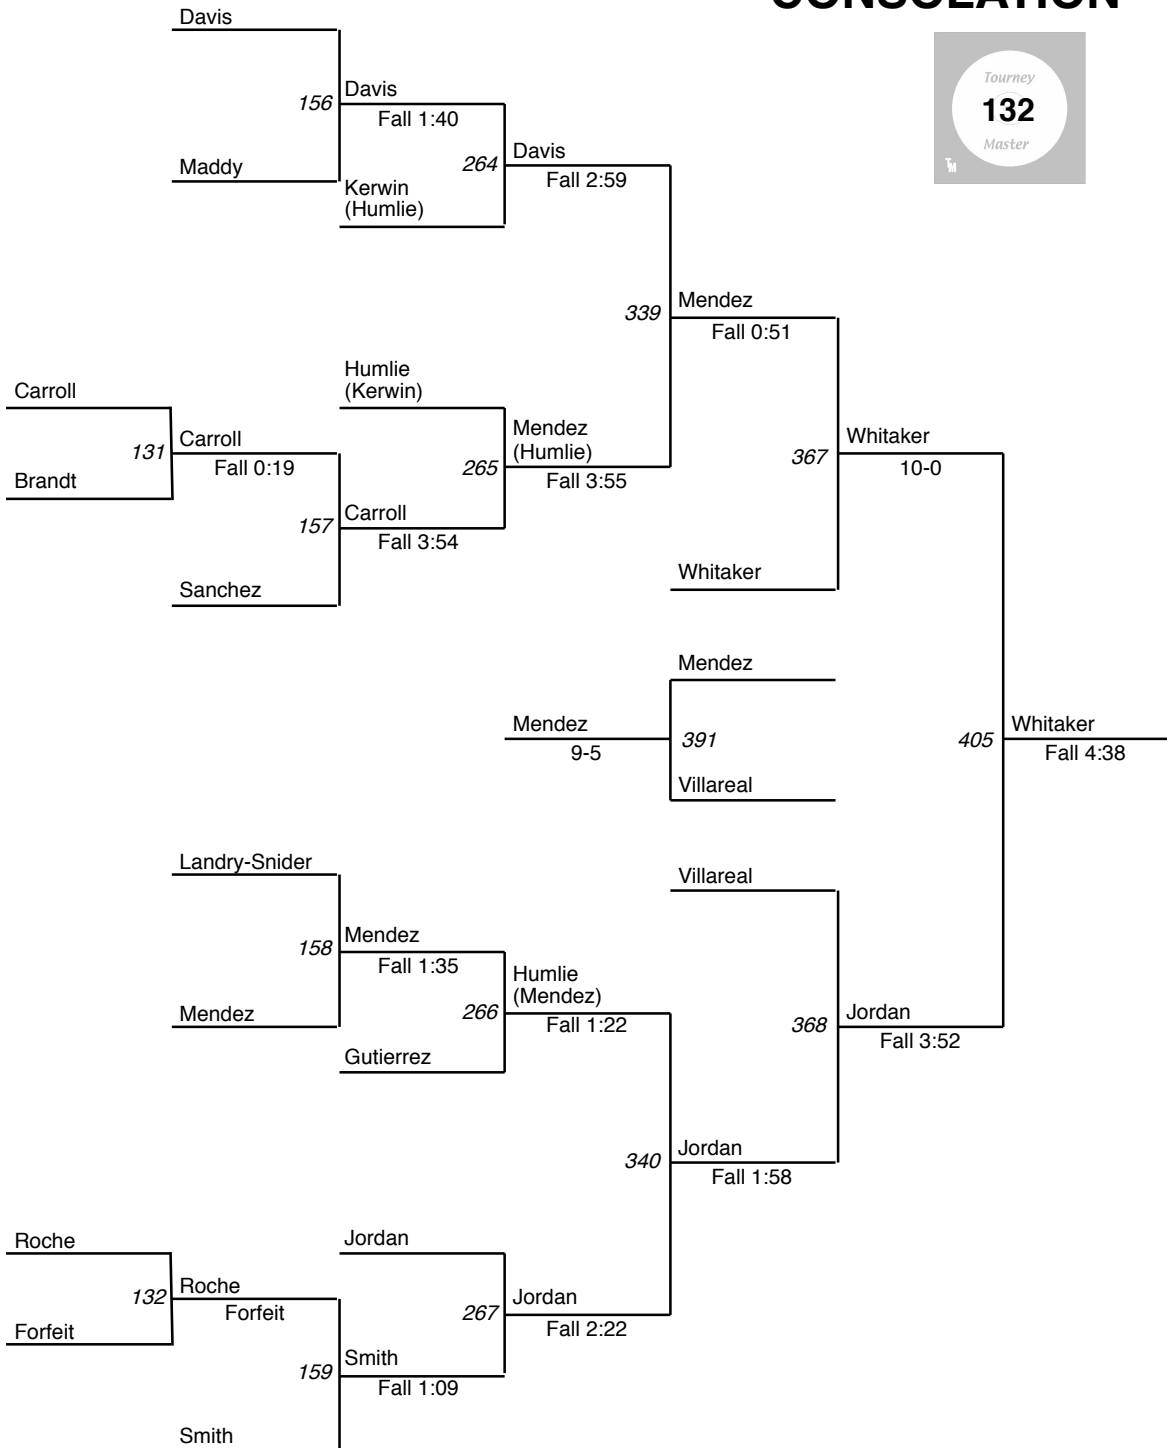 CONSOLATION
Tourney
132
Master
TM
Davis
156
Davis
Fall 1:40
Maddy
264
Davis
Fall 2:59
Kerwin
(Humlie)
339
Mendez
Fall 0:51
Humlie
(Kerwin)
Carroll
131
Carroll
Fall 0:19
Brandt
265
Mendez
(Humlie)
Fall 3:55
367
Whitaker
10-0
157
Carroll
Fall 3:54
Sanchez
Whitaker
Mendez
Mendez
9-5
391
Villareal
405
Whitaker
Fall 4:38
Landry-Snider
Villareal
158
Mendez
Fall 1:35
Mendez
266
Humlie
(Mendez)
Fall 1:22
Gutierrez
368
Jordan
Fall 3:52
340
Jordan
Fall 1:58
Roche
132
Roche
Forfeit
Forfeit
Jordan
267
Jordan
Fall 2:22
159
Smith
Fall 1:09
Smith